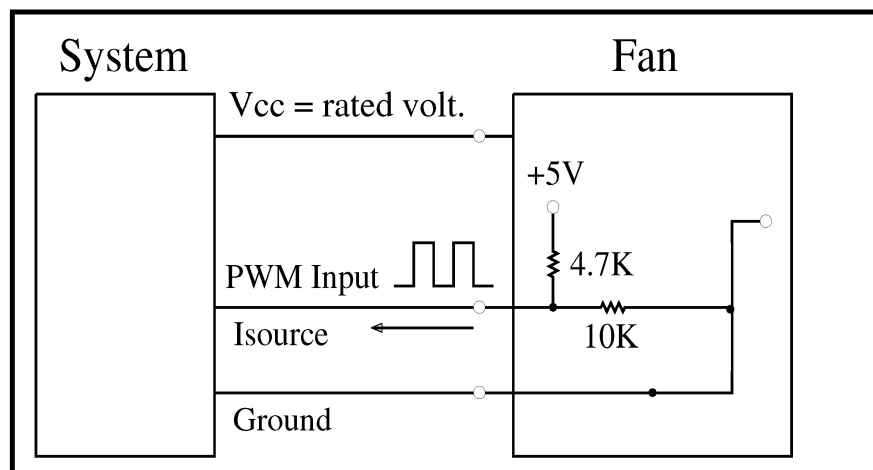 System
Fan
Vcc = rated volt.
+5V
PWM Input
4.7K
Isource
10K
Ground